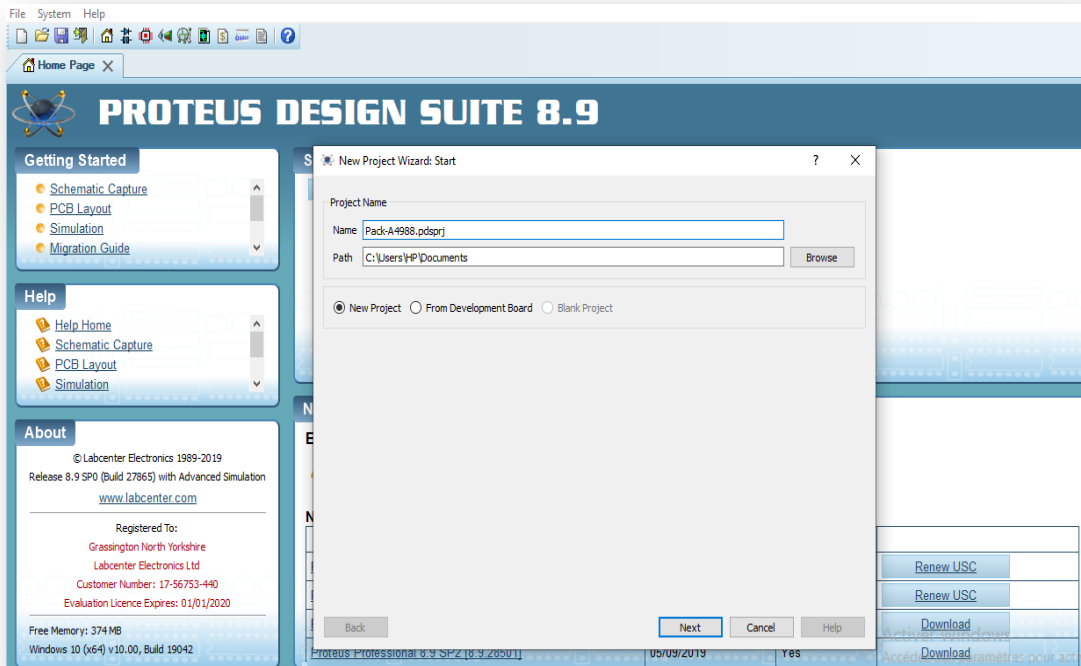 File System Help
Home Page
PROTEUS DESIGN SUITE 8.9
Getting Started
Schematic Capture
PCB Layout
Simulation
Migration Guide
Help
Help Home
Schematic Capture
PCB Layout
Simulation
About
© Labcenter Electronics 1989-2019
Release 8.9 SP0 (Build 27865) with Advanced Simulation
www.labcenter.com
Registered To:
Grassington North Yorkshire
Labcenter Electronics Ltd
Customer Number: 17-56753-440
Evaluation Licence Expires: 01/01/2020
Free Memory: 374 MB
Windows 10 (x64) v10.00, Build 19042
New Project Wizard: Start
Project Name
Name Pack-A4988.pdsprj
Path C:\Users\HP\Documents
Browse
New Project From Development Board Blank Project
Back Next Cancel Help
Renew USC
Renew USC
Download
Proteus Professional 8.9 SP2 [8.9.28501] 05/09/2019 Yes Download
Activer Windows